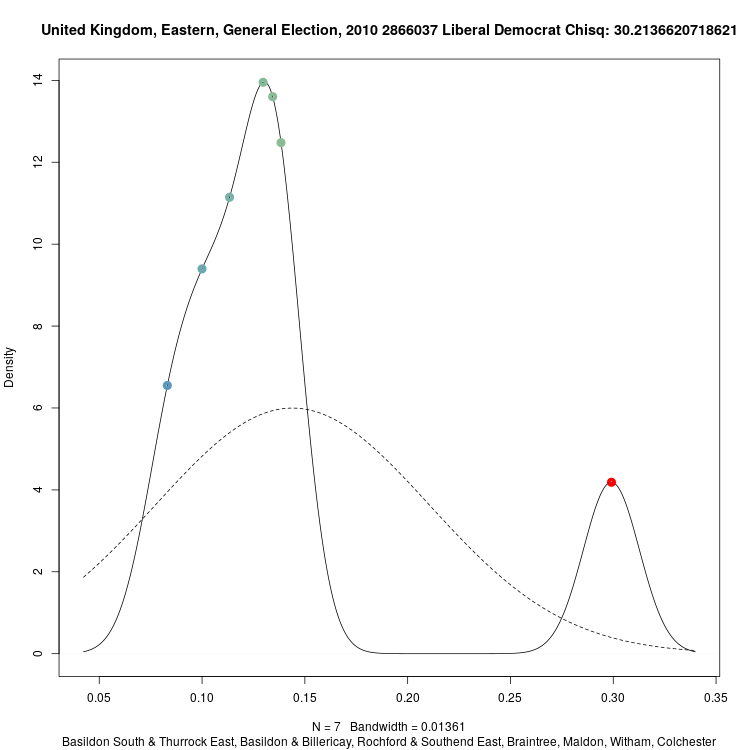 United Kingdom, Eastern, General Election, 2010 2866037 Liberal Democrat Chisq: 30.2136620718621
14
12
10
8
6
4
2
0
Density
0.05 0.10 0.15 0.20 0.25 0.30 0.35
N = 7 Bandwidth = 0.01361
Basildon South & Thurrock East, Basildon & Billericay, Rochford & Southend East, Braintree, Maldon, Witham, Colchester